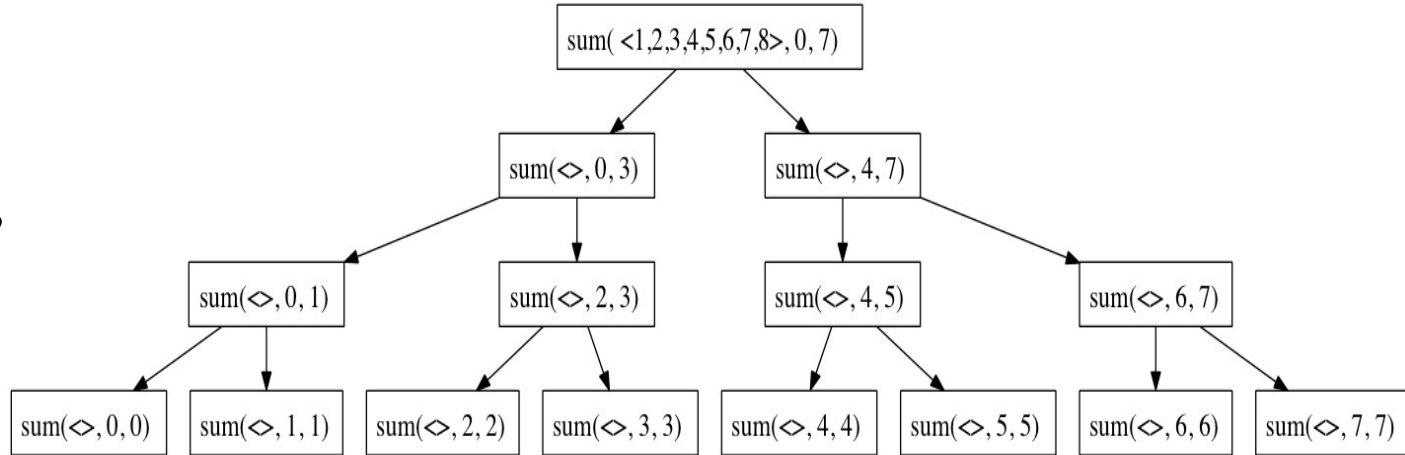 sum( <1,2,3,4,5,6,7,8>, 0, 7)
sum(<>, 0, 3)
sum(<>, 4, 7)
sum(<>, 0, 1)
sum(<>, 2, 3)
sum(<>, 4, 5)
sum(<>, 6, 7)
sum(<>, 0, 0)
sum(<>, 1, 1)
sum(<>, 2, 2)
sum(<>, 3, 3)
sum(<>, 4, 4)
sum(<>, 5, 5)
sum(<>, 6, 6)
sum(<>, 7, 7)